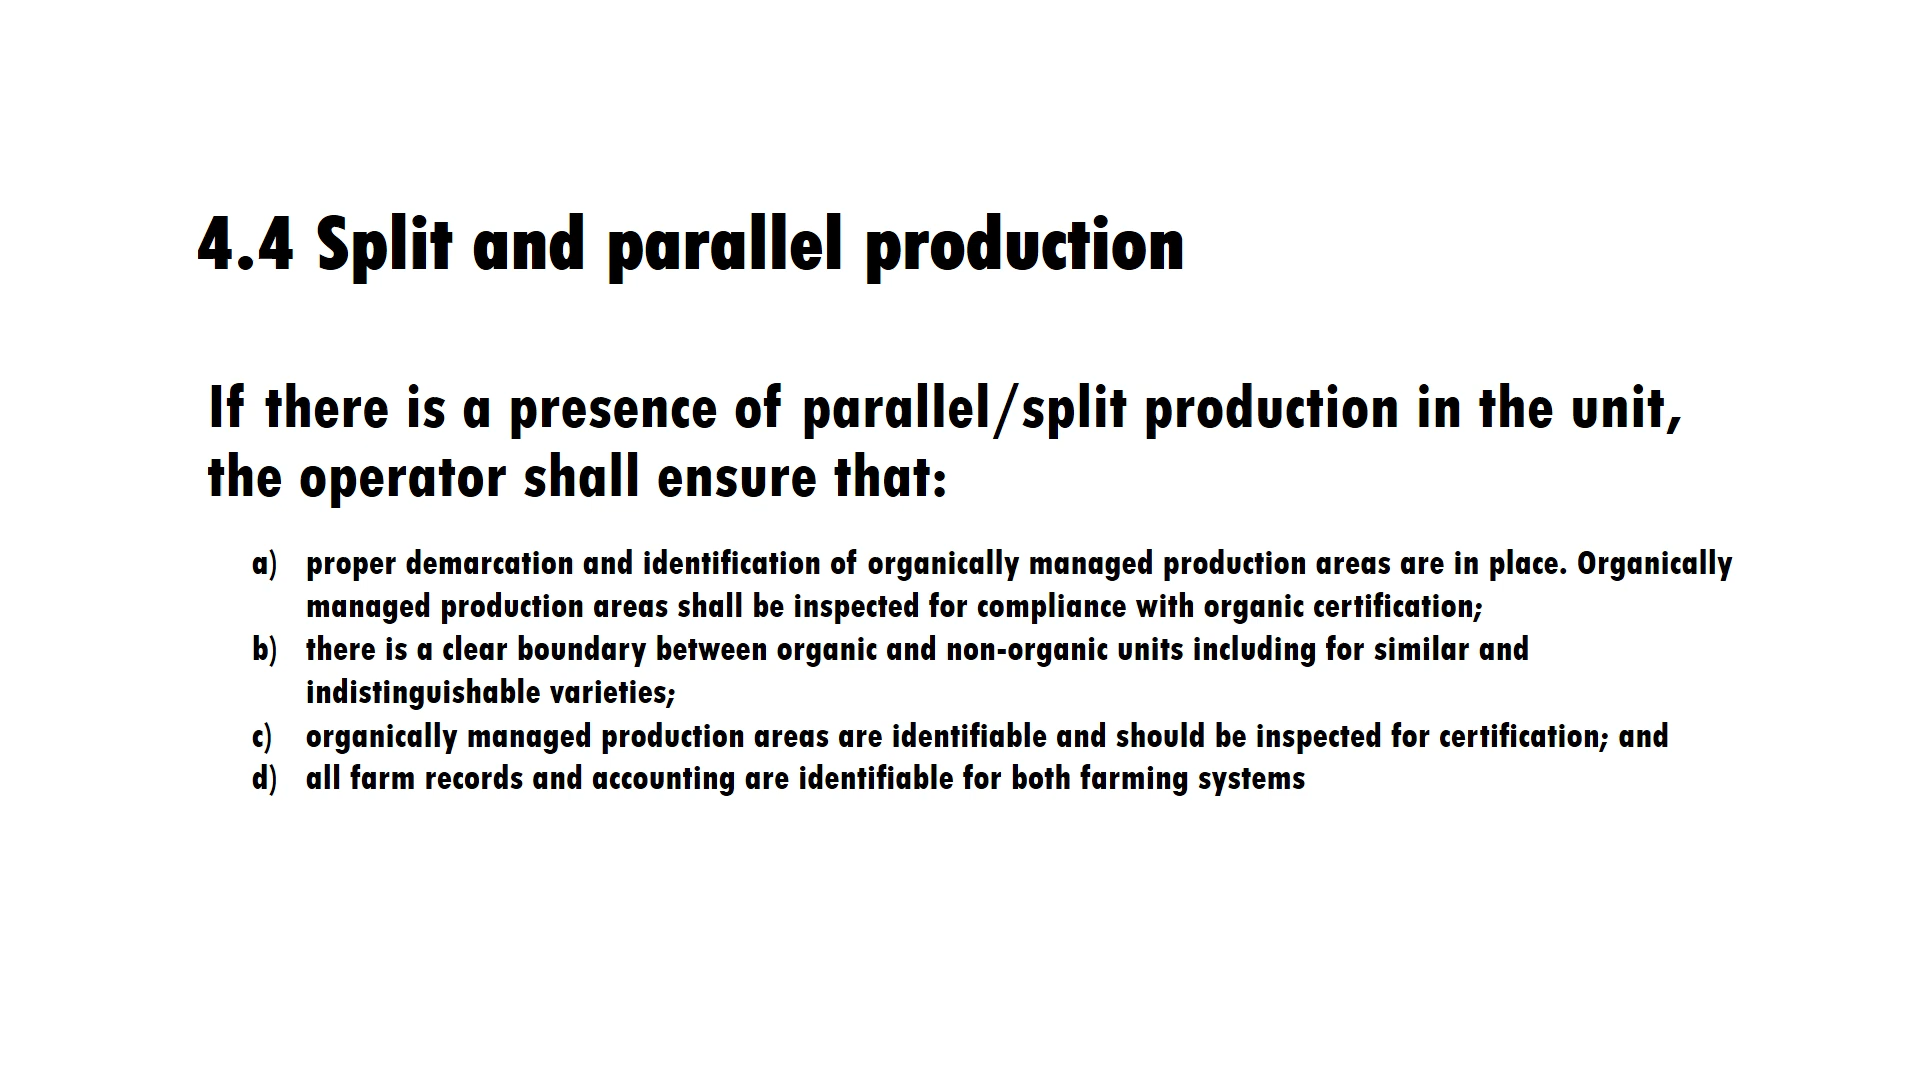 4.4 Split and parallel production
If there is a presence of parallel/split production in the unit,
the operator shall ensure that:
a) proper demarcation and identification of organically managed production areas are in place. Organically
managed production areas shall be inspected for compliance with organic certification;
b) there is a clear boundary between organic and non-organic units including for similar and
indistinguishable varieties;
c) organically managed production areas are identifiable and should be inspected for certification; and
d) all farm records and accounting are identifiable for both farming systems